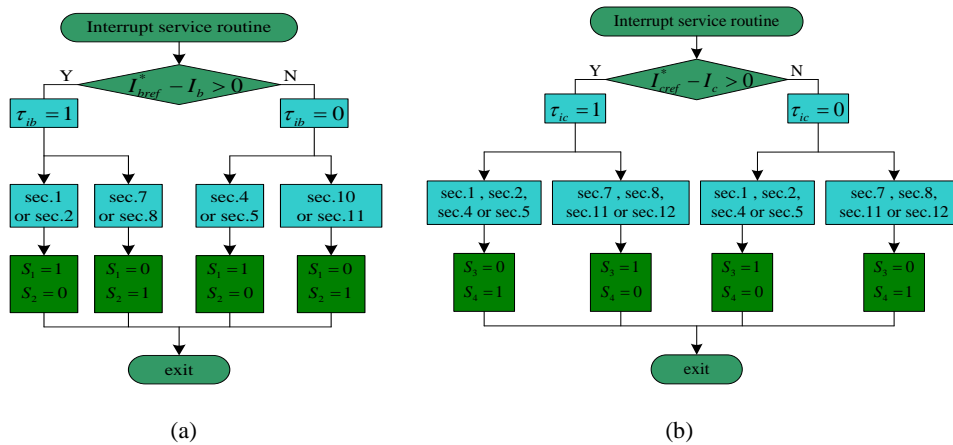 Interrupt service routine
Y
N
I*bref − Ib > 0
τib = 1
τib = 0
sec.1
or sec.2
sec.7
or sec.8
sec.4
or sec.5
sec.10
or sec.11
S1 = 1
S2 = 0
S1 = 0
S2 = 1
S1 = 1
S2 = 0
S1 = 0
S2 = 1
exit
(a)
Interrupt service routine
Y
N
I*cref − Ic > 0
τic = 1
τic = 0
sec.1 , sec.2,
sec.4 or sec.5
sec.7 , sec.8,
sec.11 or sec.12
sec.1 , sec.2,
sec.4 or sec.5
sec.7 , sec.8,
sec.11 or sec.12
S3 = 0
S4 = 1
S3 = 1
S4 = 0
S3 = 1
S4 = 0
S3 = 0
S4 = 1
exit
(b)